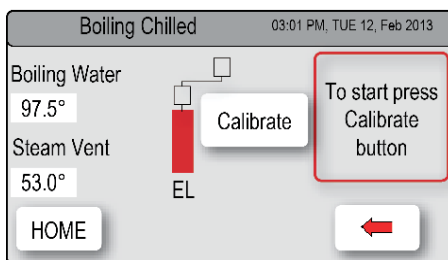 Boiling Chilled
03:01 PM, TUE 12, Feb 2013
Boiling Water
97.5°
Steam Vent
53.0°
EL
Calibrate
To start press
Calibrate
button
HOME